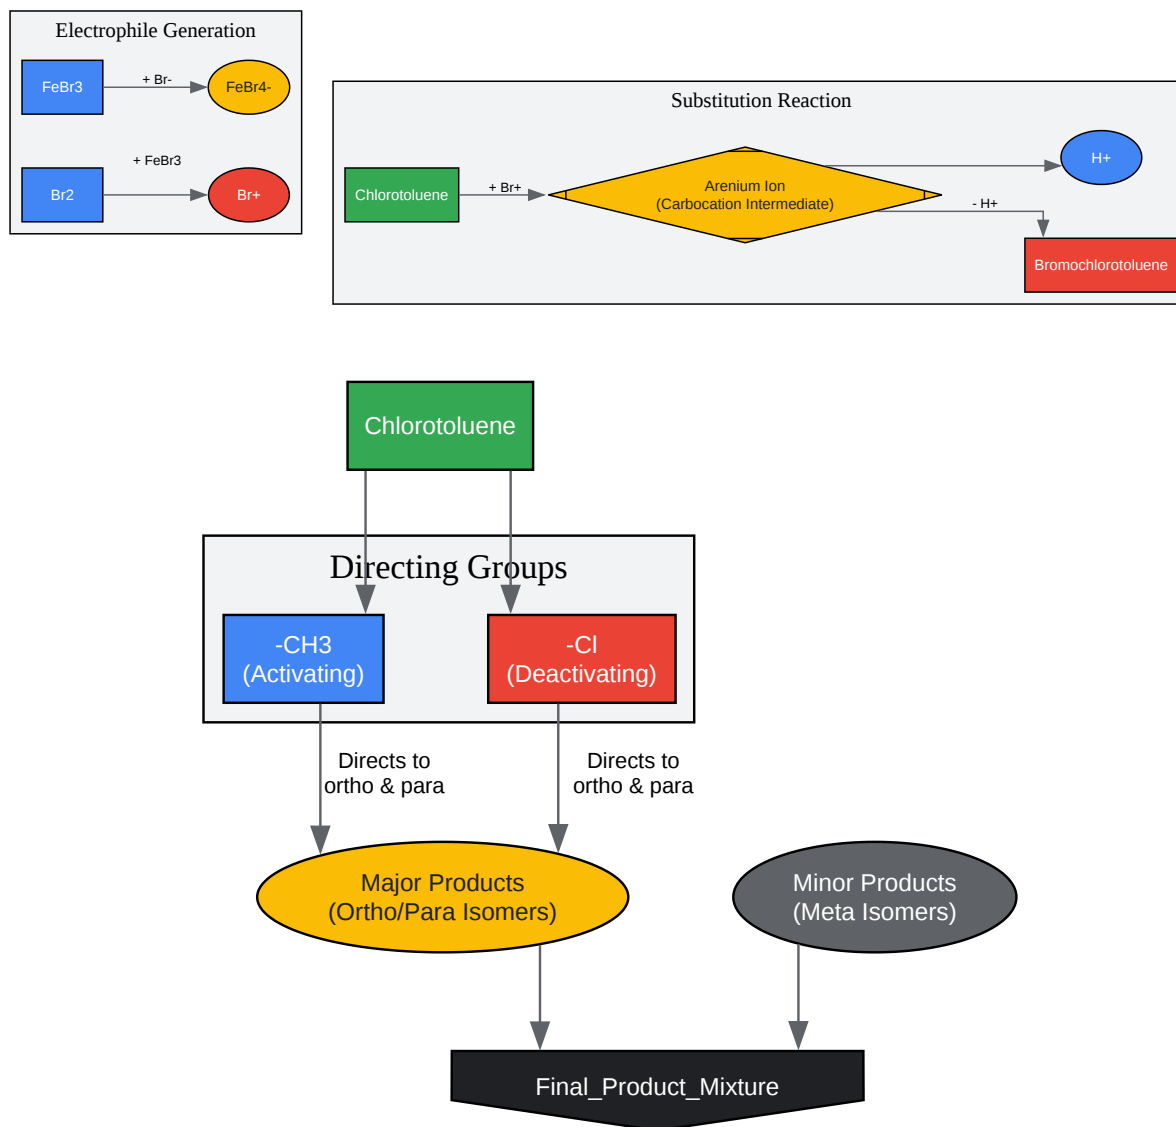 Electrophile Generation
FeBr3
+ Br-
FeBr4-
Br2
+ FeBr3
Br+
Substitution Reaction
Chlorotoluene
+ Br+
Arenium Ion
(Carbocation Intermediate)
H+
- H+
Bromochlorotoluene
Chlorotoluene
Directing Groups
-CH3
(Activating)
-Cl
(Deactivating)
Directs to
ortho & para
Directs to
ortho & para
Major Products
(Ortho/Para Isomers)
Minor Products
(Meta Isomers)
Final_Product_Mixture